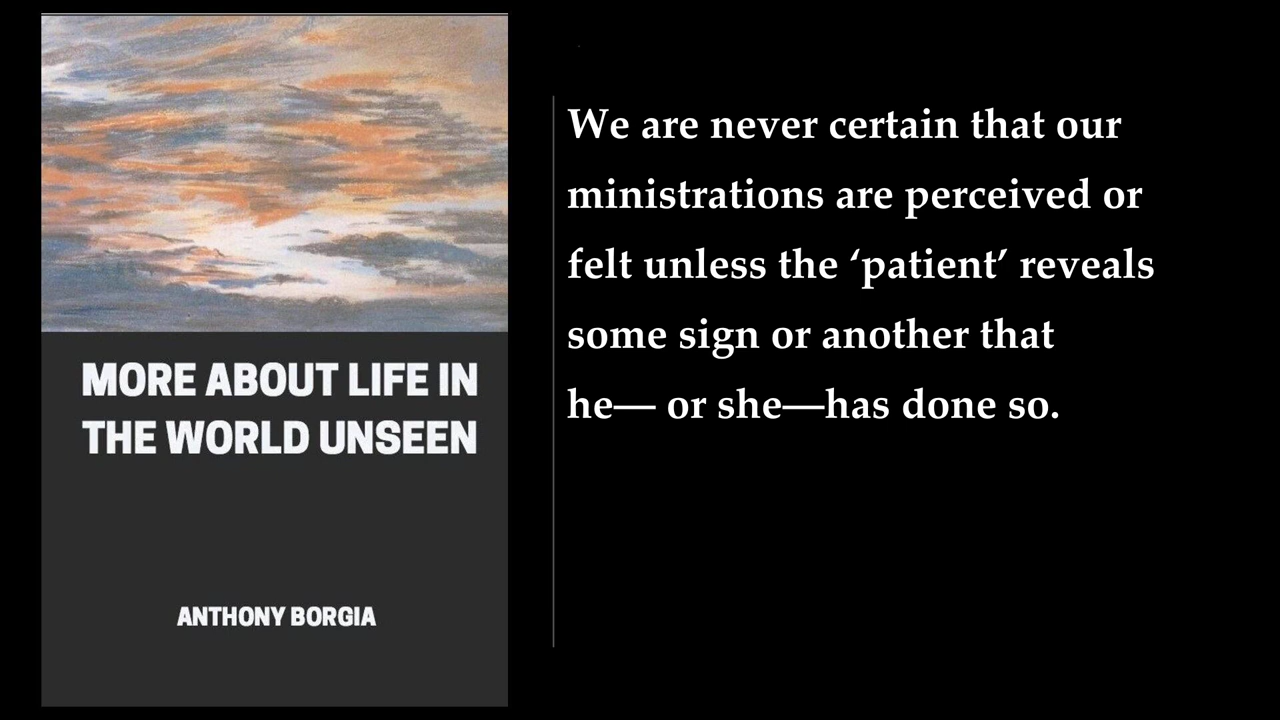 MORE ABOUT LIFE IN
THE WORLD UNSEEN
ANTHONY BORGIA
We are never certain that our
ministrations are perceived or
felt unless the ‘patient’ reveals
some sign or another that
he— or she—has done so.